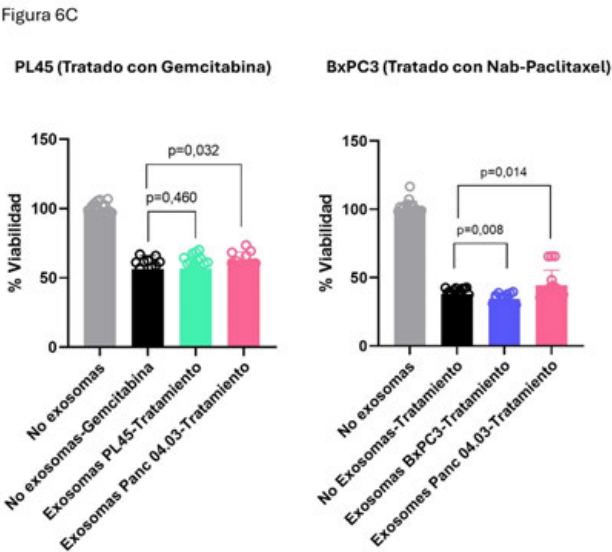 Figura 6C
PL45 (Tratado con Gemcitabina)
% Viabilidad
150
100
50
0
p=0,032
p=0,460
No exosomas
No exosomas-Gemcitabina
Exosomas PL45-Tratamiento
Exosomas Panc 04.03-Tratamiento
BxPC3 (Tratado con Nab-Paclitaxel)
% Viabilidad
150
100
50
0
p=0,014
p=0,008
No exosomas
No Exosomas-Tratamiento
Exosomas BxPC3-Tratamiento
Exosomes Panc 04.03-Tratamiento